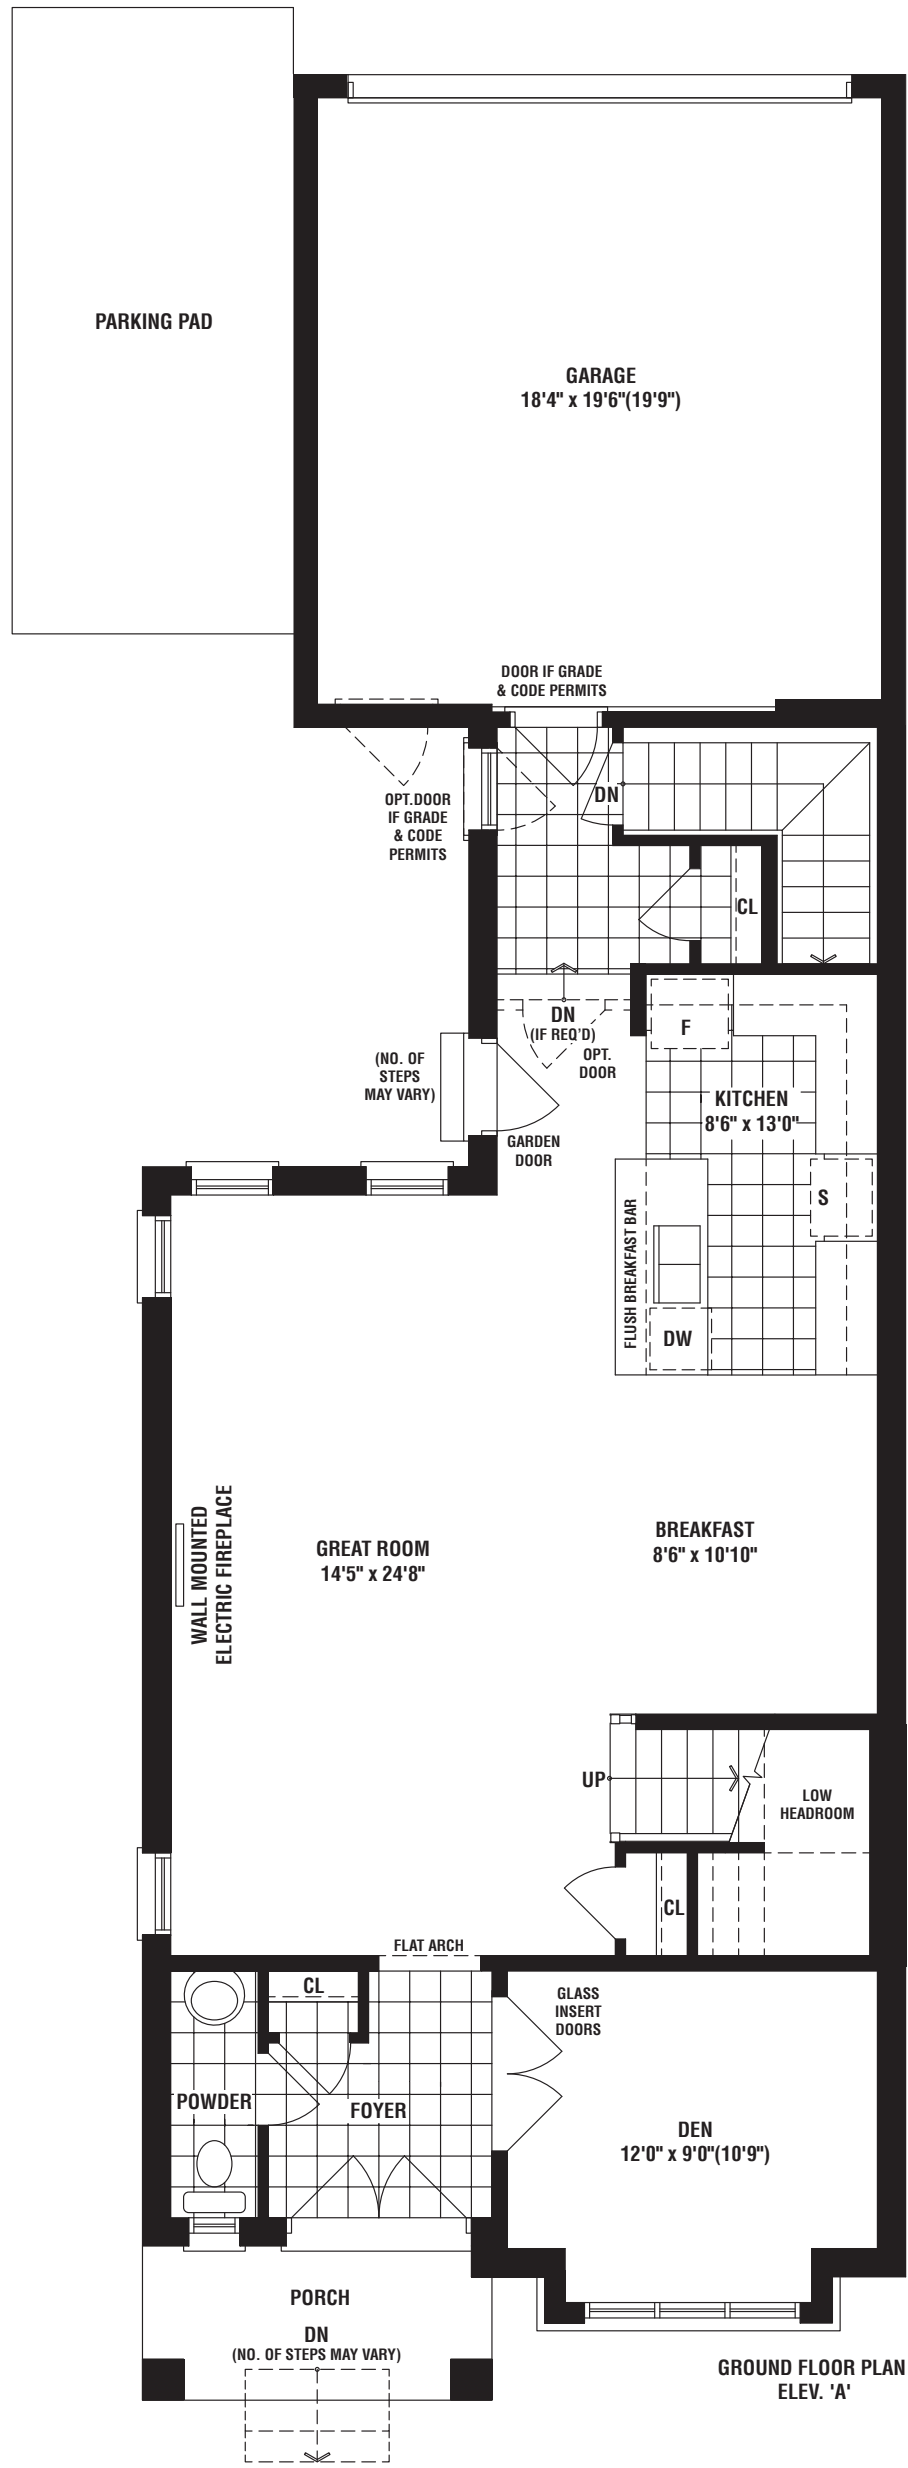 PARKING PAD
GARAGE
18'4" x 19'6"(19'9")
DOOR IF GRADE
& CODE PERMITS
OPT.DOOR
IF GRADE
& CODE
PERMITS
DN
CL
DN
(IF REQ'D)
OPT.
DOOR
F
(NO. OF
STEPS
MAY VARY)
GARDEN
DOOR
KITCHEN
8'6" x 13'0"
S
FLUSH BREAKFAST BAR
DW
WALL MOUNTED
ELECTRIC FIREPLACE
GREAT ROOM
14'5" x 24'8"
BREAKFAST
8'6" x 10'10"
UP
LOW
HEADROOM
CL
FLAT ARCH
CL
GLASS
INSERT
DOORS
POWDER
FOYER
DEN
12'0" x 9'0"(10'9")
PORCH
DN
(NO. OF STEPS MAY VARY)
GROUND FLOOR PLAN
ELEV. 'A'